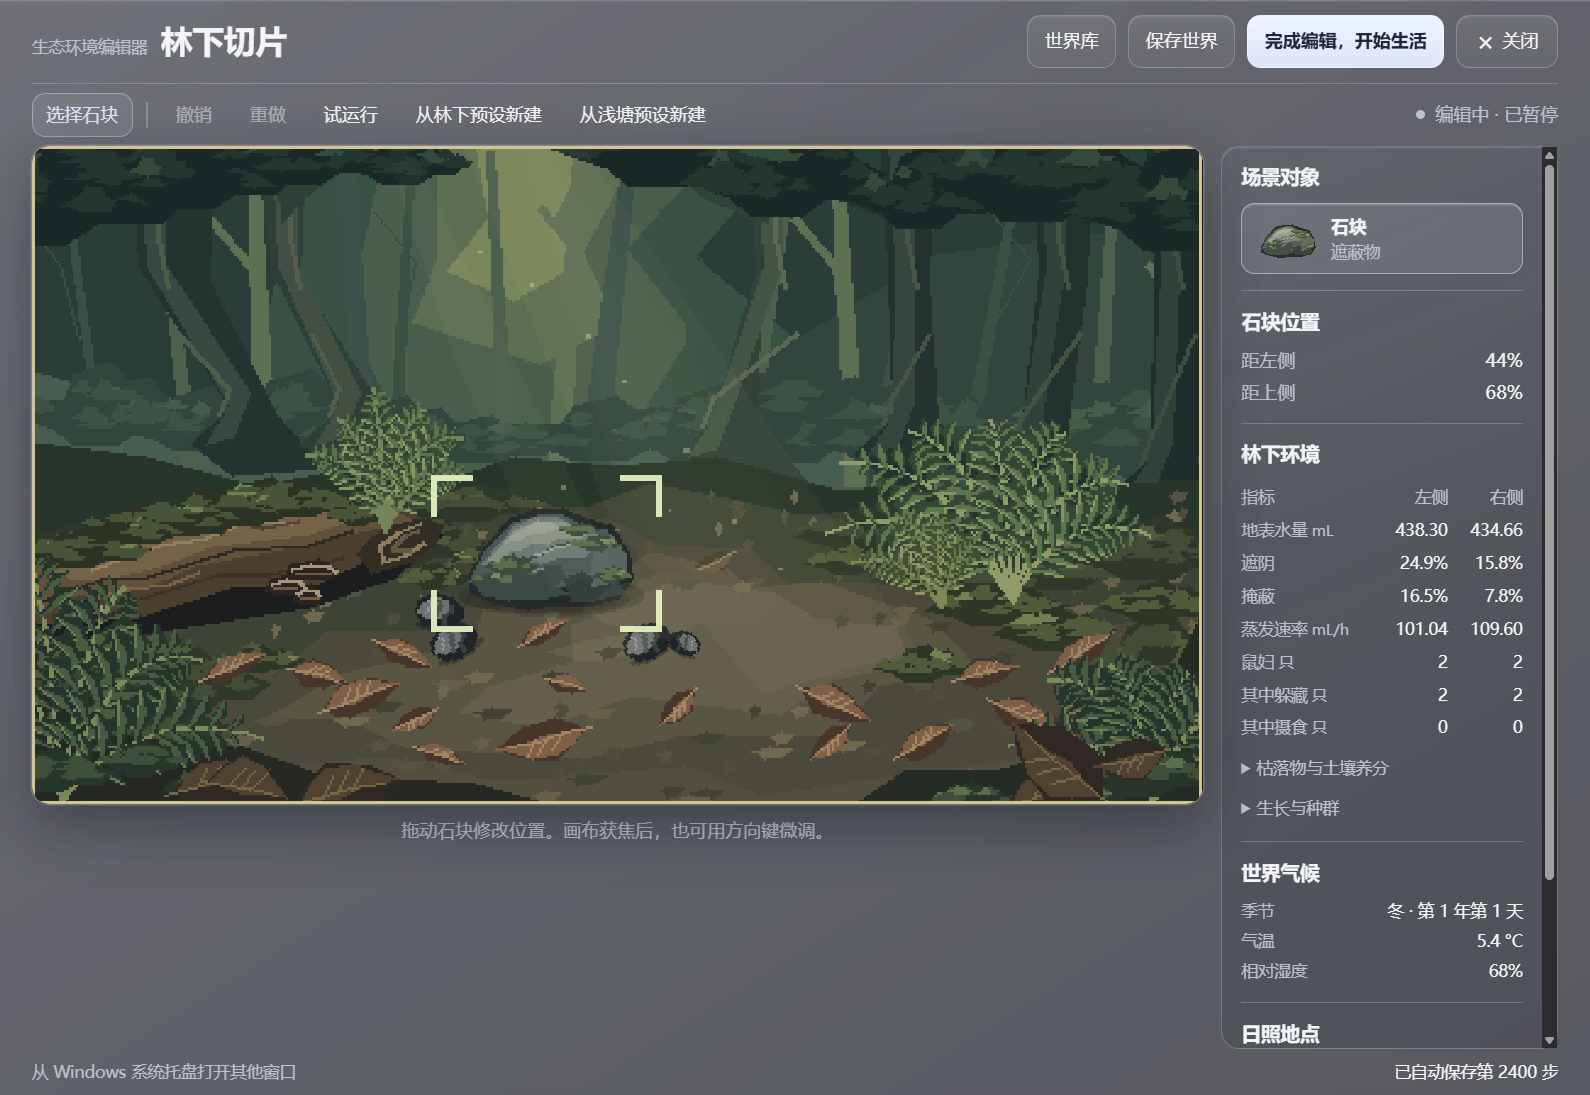 生态环境编辑器 林下切片
世界库 保存世界 完成编辑，开始生活 × 关闭
选择石块 撤销 重做 试运行 从林下预设新建 从浅塘预设新建
编辑中 · 已暂停
场景对象
石块
遮蔽物
石块位置
距左侧 44%
距上侧 68%
林下环境
指标 左侧 右侧
地表水量 mL 438.30 434.66
遮阴 24.9% 15.8%
掩蔽 16.5% 7.8%
蒸发速率 mL/h 101.04 109.60
鼠妇 只 2 2
其中躲藏 只 2 2
其中摄食 只 0 0
枯落物与土壤养分
生长与种群
世界气候
季节 冬 · 第 1 年第 1 天
气温 5.4 °C
相对湿度 68%
日照地点
拖动石块修改位置。画布获焦后，也可用方向键微调。
从 Windows 系统托盘打开其他窗口
已自动保存第 2400 步